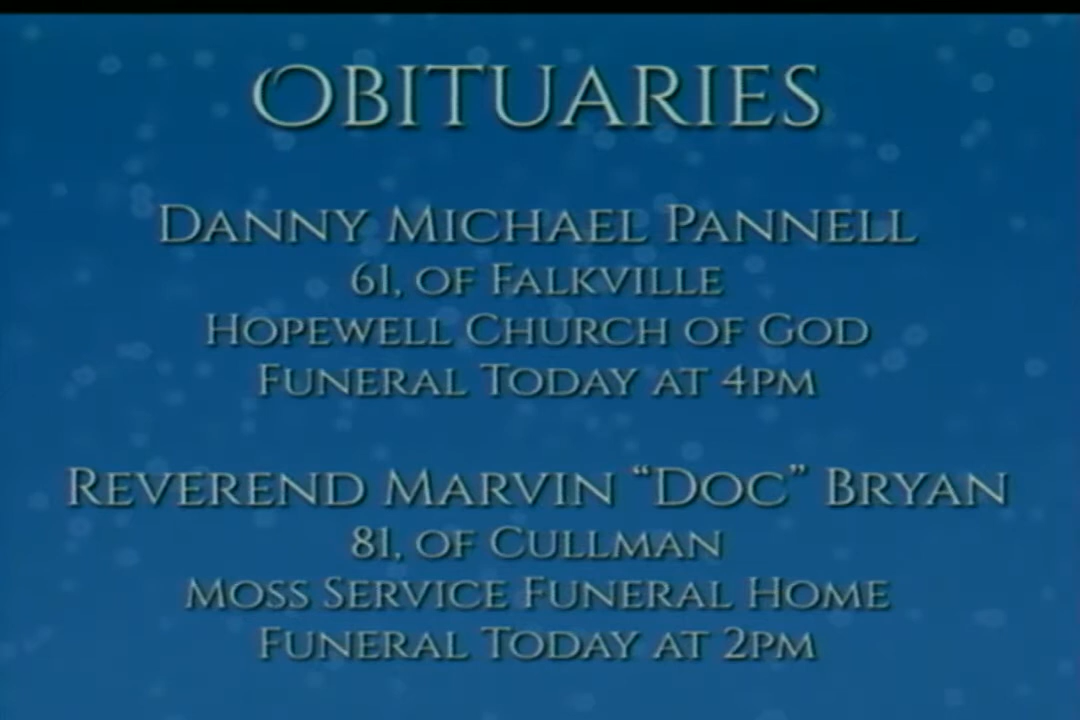 Obituaries
Danny Michael Pannell
61, of Falkville
Hopewell Church of God
Funeral Today at 4pm
Reverend Marvin “Doc” Bryan
81, of Cullman
Moss Service Funeral Home
Funeral Today at 2pm